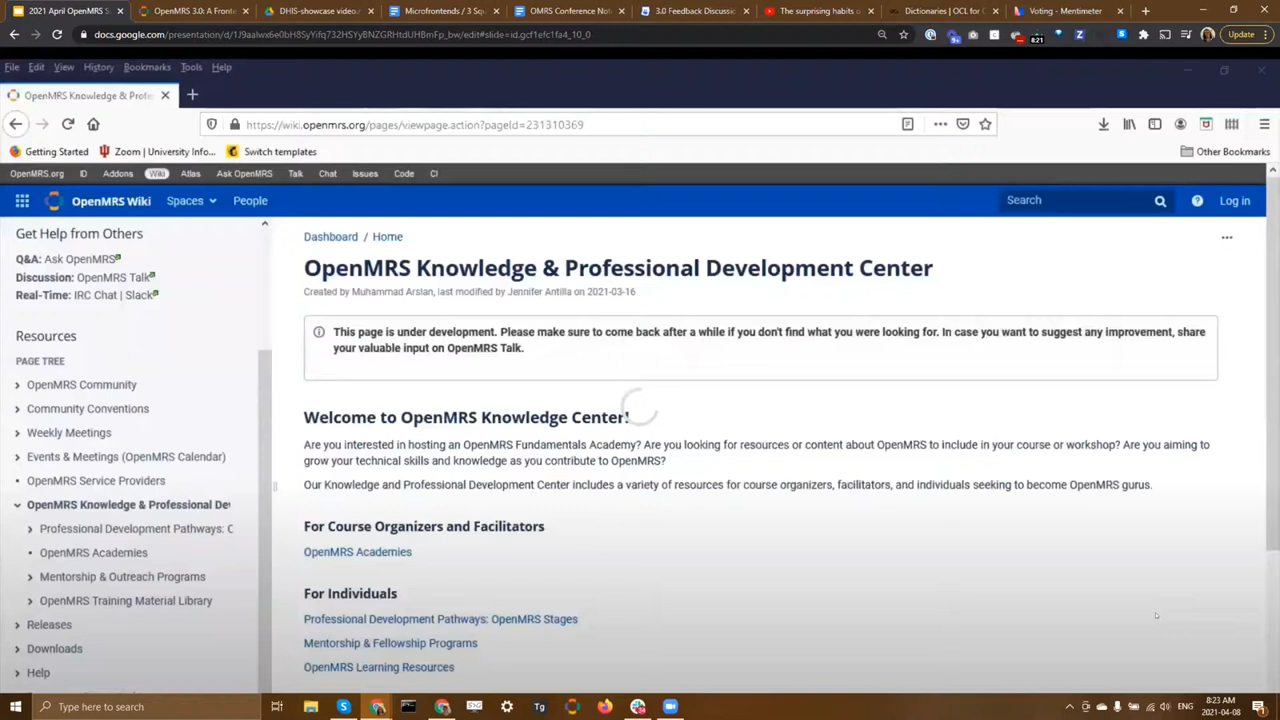 2021 April OpenMRS S
OpenMRS 3.0: A Fronte
DHIS-showcase video.
Microfrontends / 3 Squ
OMRS Conference Not
3.0 Feedback Discussio
The surprising habits o
Dictionaries | OCL for
Voting - Mentimeter
docs.google.com/presentation/d/1J9aalwx6e0bH8SyYifq732HSYyBNZGRHtdUHBmFp_bw/edit#slide=id.gcf1efc1fa4_10_0
8:21
Update
File Edit View History Bookmarks Tools Help
OpenMRS Knowledge & Profe
https://wiki.openmrs.org/pages/viewpage.action?pageId=231310369
Getting Started Zoom | University Info... Switch templates Other Bookmarks
OpenMRS.org ID Addons Wiki Atlas Ask OpenMRS Talk Chat Issues Code CI
OpenMRS Wiki Spaces People Search Log in
Get Help from Others
Q&A: Ask OpenMRS
Discussion: OpenMRS Talk
Real-Time: IRC Chat | Slack
Resources
PAGE TREE
OpenMRS Community
Community Conventions
Weekly Meetings
Events & Meetings (OpenMRS Calendar)
OpenMRS Service Providers
OpenMRS Knowledge & Professional De
Professional Development Pathways: C
OpenMRS Academies
Mentorship & Outreach Programs
OpenMRS Training Material Library
Releases
Downloads
Help
Dashboard / Home
OpenMRS Knowledge & Professional Development Center
Created by Muhammad Arslan, last modified by Jennifer Antilla on 2021-03-16
This page is under development. Please make sure to come back after a while if you don't find what you were looking for. In case you want to suggest any improvement, share
your valuable input on OpenMRS Talk.
Welcome to OpenMRS Knowledge Center!
Are you interested in hosting an OpenMRS Fundamentals Academy? Are you looking for resources or content about OpenMRS to include in your course or workshop? Are you aiming to
grow your technical skills and knowledge as you contribute to OpenMRS?
Our Knowledge and Professional Development Center includes a variety of resources for course organizers, facilitators, and individuals seeking to become OpenMRS gurus.
For Course Organizers and Facilitators
OpenMRS Academies
For Individuals
Professional Development Pathways: OpenMRS Stages
Mentorship & Fellowship Programs
OpenMRS Learning Resources
Type here to search
Tg
ENG
8:23 AM
2021-04-08